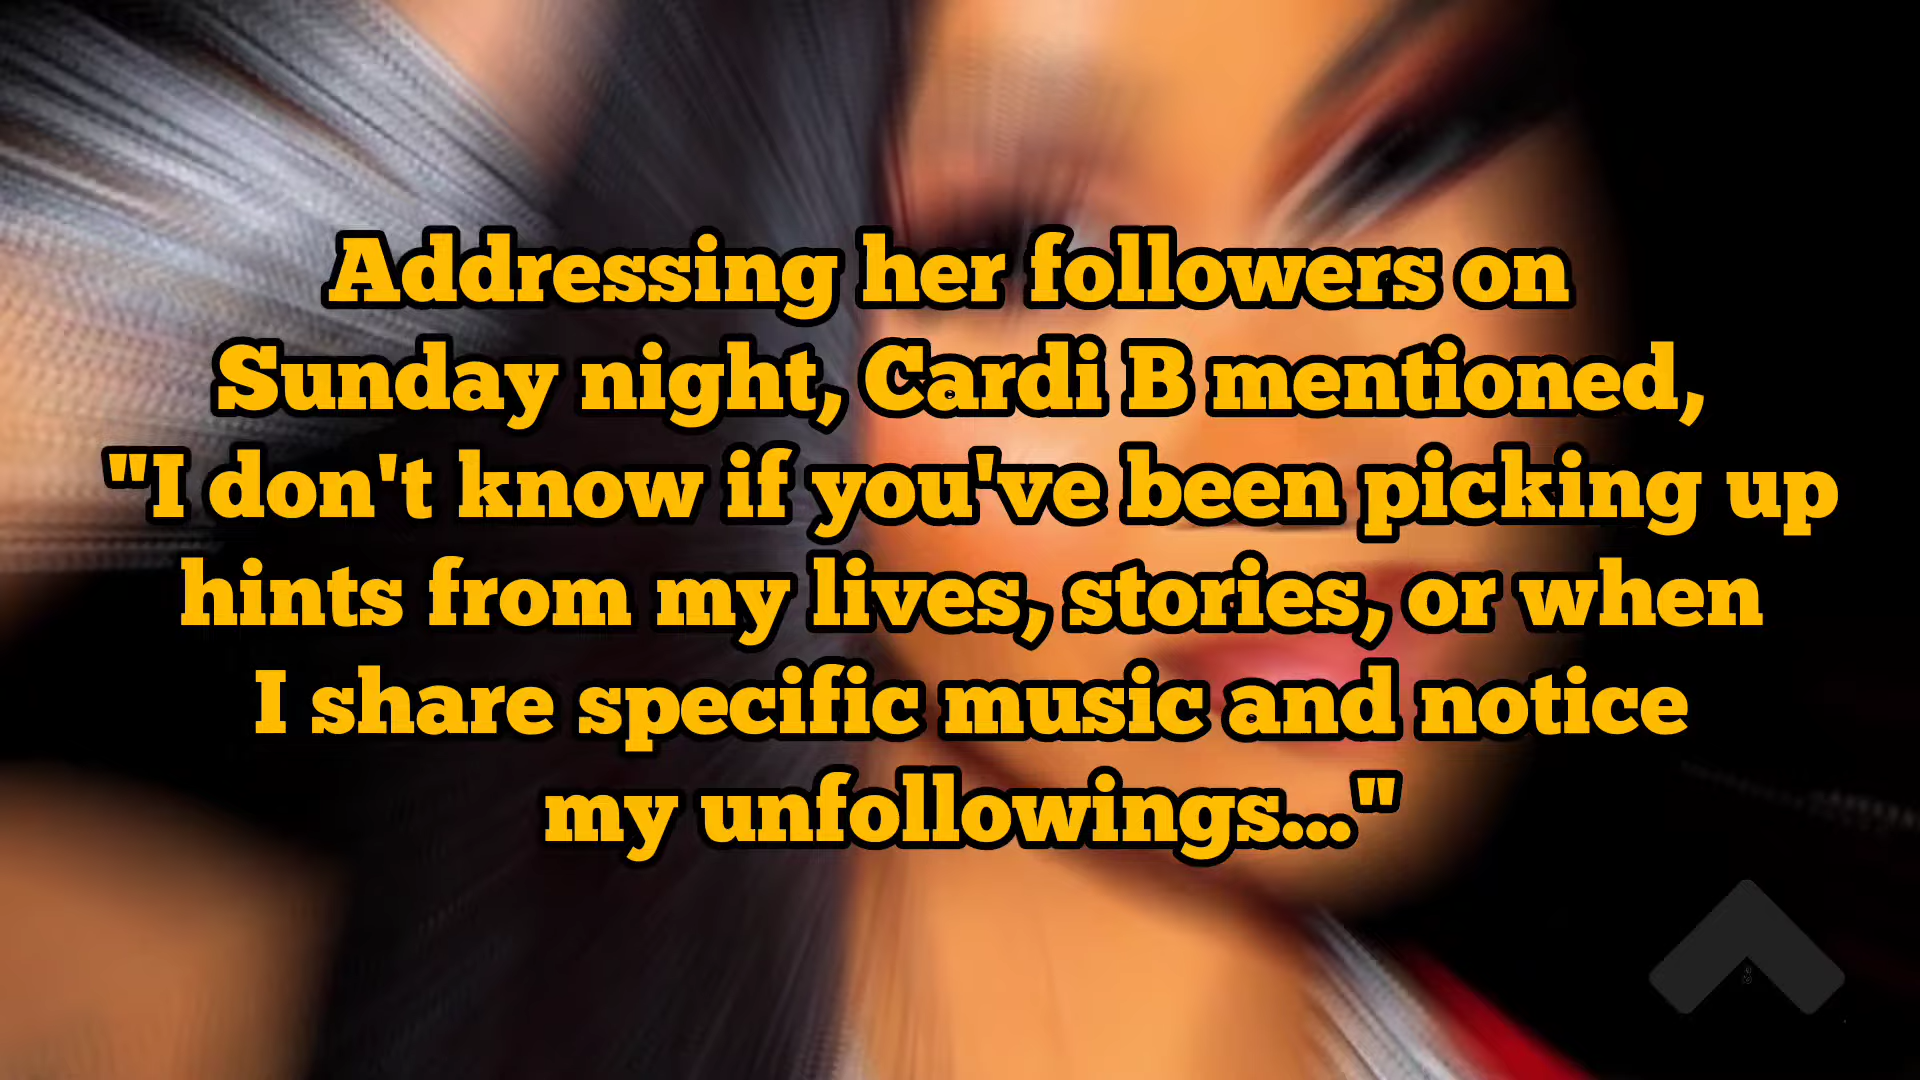 Addressing her followers on
Sunday night, Cardi B mentioned,
"I don't know if you've been picking up
hints from my lives, stories, or when
I share specific music and notice
my unfollowings..."